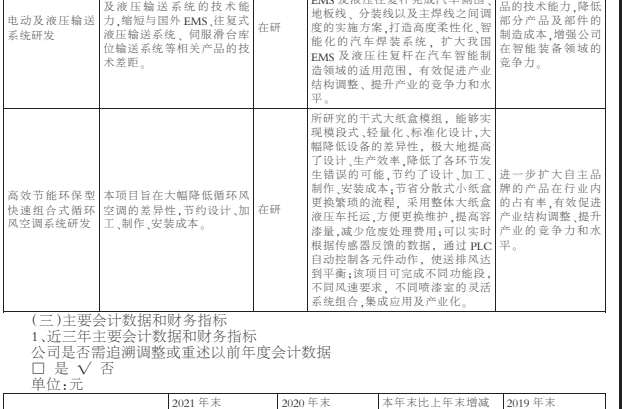 及液压输送系统的技术能
力,缩短与国外 EMS、往复式
液压输送系统、伺服滑台库
位输送系统等相关产品的技
术差距。
电动及液压输送
系统研发
在研
EMS 及液压往复杆完成汽车侧围、
地板线、分装线以及主焊线之间调
度的实施方案,打造高度柔性化、智
能化的汽车焊装系统，扩大我国
EMS 及液压往复杆在汽车智能制
造领域的适用范围，有效促进产业
结构调整、提升产业的竞争力和水
平。
品的技术能力,降低
部分产品及部件的
制造成本,增强公司
在智能装备领域的
竞争力。
高效节能环保型
快速组合式循环
风空调系统研发
本项目旨在大幅降低循环风
空调的差异性,节约设计、加
工、制作、安装成本。
在研
所研究的干式大纸盒模组，能够实
现模段式、轻量化、标准化设计,大
幅降低设备的差异性，极大地提高
了设计、生产效率,降低了各环节发
生错误的可能,节约了设计、加工、
制作、安装成本;节省分散式小纸盒
更换繁琐的流程，采用整体大纸盒
液压车托运,方便更换维护,提高容
漆量,减少危废处理费用;可以实时
根据传感器反馈的数据，通过 PLC
自动控制各元件动作，使送排风达
到平衡;该项目可完成不同功能段,
不同风速要求，不同喷漆室的灵活
系统组合,集成应用及产业化。
进一步扩大自主品
牌的产品在行业内
的占有率,有效促进
产业结构调整、提升
产业的竞争力和水
平。
(三)主要会计数据和财务指标
1、近三年主要会计数据和财务指标
公司是否需追溯调整或重述以前年度会计数据
□ 是 √ 否
单位:元
2021 年末 2020 年末 本年末比上年末增减 2019 年末